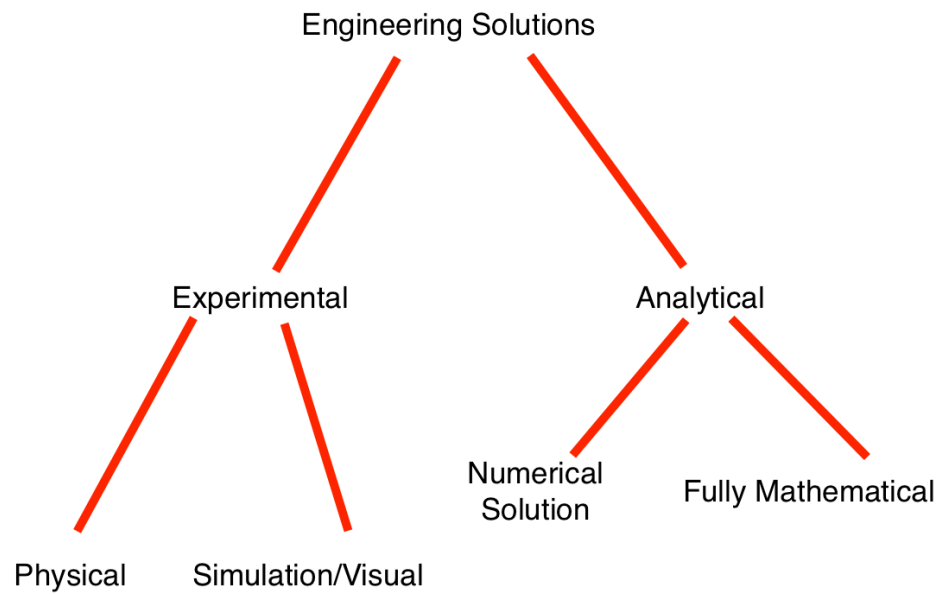 Engineering Solutions
Experimental
Analytical
Numerical
Solution
Fully Mathematical
Physical
Simulation/Visual